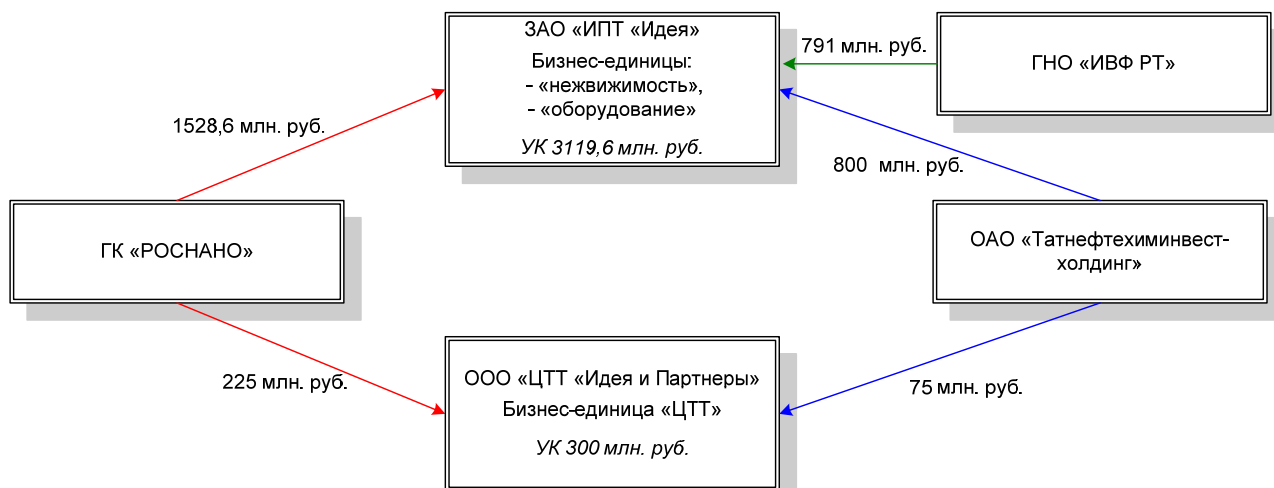 ЗАО «ИПТ «Идея»
Бизнес-единицы:
- «нежвижимость»,
- «оборудование»
УК 3119,6 млн. руб.
791 млн. руб.
ГНО «ИВФ РТ»
1528,6 млн. руб.
800 млн. руб.
ГК «РОСНАНО»
ОАО «Татнефтехиминвест-
холдинг»
225 млн. руб.
ООО «ЦТТ «Идея и Партнеры»
Бизнес-единица «ЦТТ»
УК 300 млн. руб.
75 млн. руб.